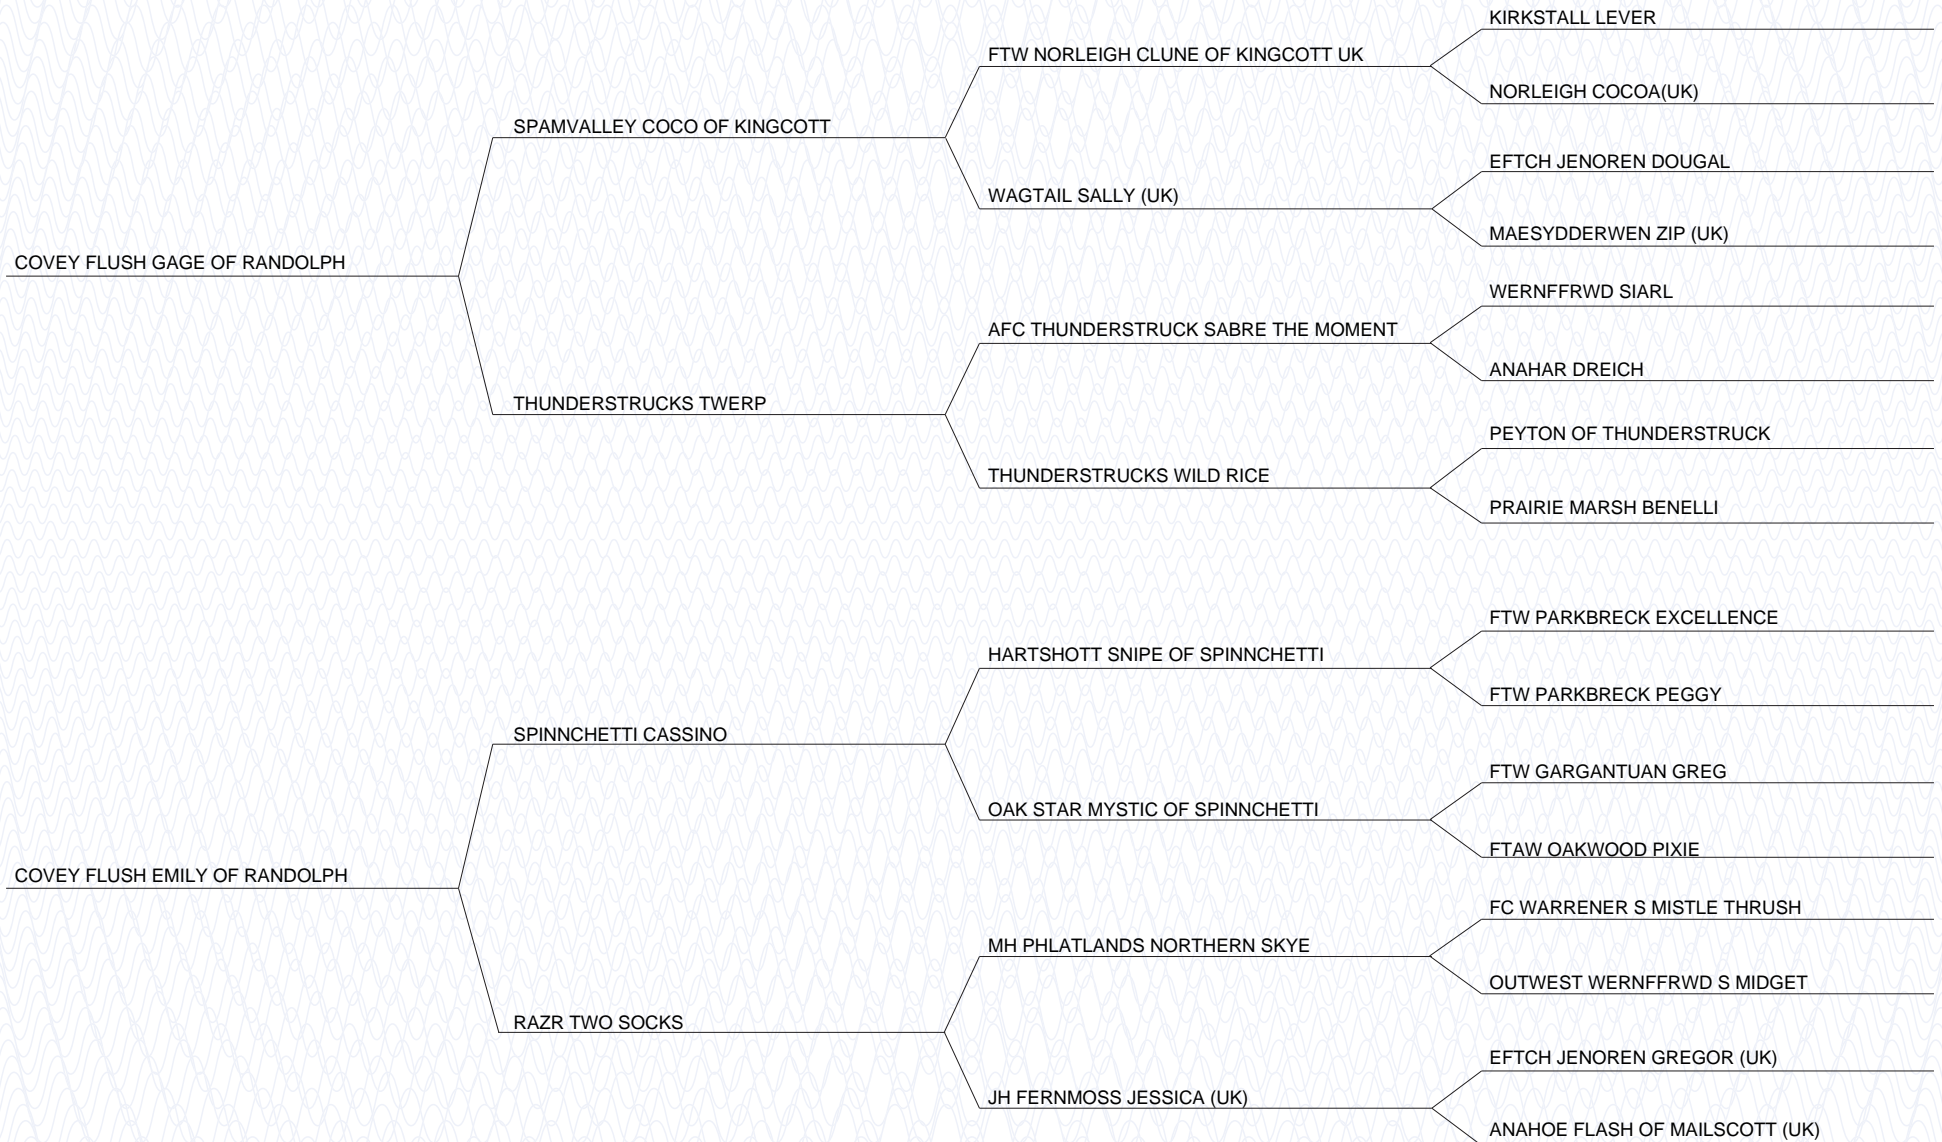 KIRKSTALL LEVER
FTW NORLEIGH CLUNE OF KINGCOTT UK
NORLEIGH COCOA(UK)
SPAMVALLEY COCO OF KINGCOTT
EFTCH JENOREN DOUGAL
WAGTAIL SALLY (UK)
MAESYDDERWEN ZIP (UK)
COVEY FLUSH GAGE OF RANDOLPH
WERNFFRWD SIARL
AFC THUNDERSTRUCK SABRE THE MOMENT
ANAHAR DREICH
THUNDERSTRUCKS TWERP
PEYTON OF THUNDERSTRUCK
THUNDERSTRUCKS WILD RICE
PRAIRIE MARSH BENELLI
FTW PARKBRECK EXCELLENCE
HARTSHOTT SNIPE OF SPINNCHETTI
FTW PARKBRECK PEGGY
SPINNCHETTI CASSINO
FTW GARGANTUAN GREG
OAK STAR MYSTIC OF SPINNCHETTI
FTAW OAKWOOD PIXIE
COVEY FLUSH EMILY OF RANDOLPH
FC WARRENER S MISTLE THRUSH
MH PHLATLANDS NORTHERN SKYE
OUTWEST WERNFFRWD S MIDGET
RAZR TWO SOCKS
EFTCH JENOREN GREGOR (UK)
JH FERNMOSS JESSICA (UK)
ANAHOE FLASH OF MAILSCOTT (UK)